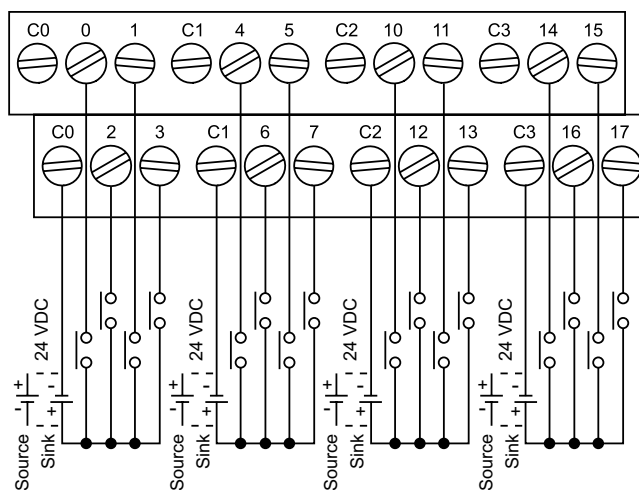 C0 0 1 C1 4 5 C2 10 11 C3 14 15
C0 2 3 C1 6 7 C2 12 13 C3 16 17
24 VDC 24 VDC 24 VDC 24 VDC
+ - + - + - + -
- + - + - + - +
Source Sink Source Sink Source Sink Source Sink